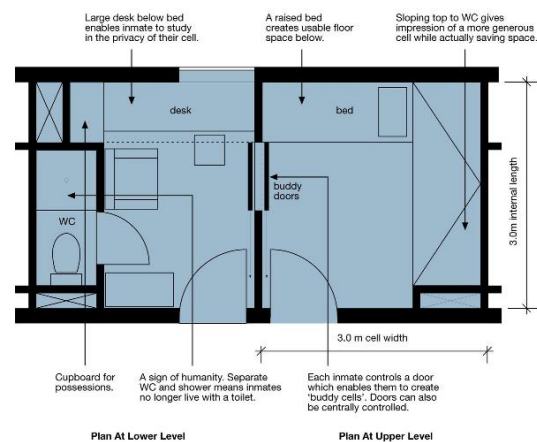 Large desk below bed
enables inmate to study
in the privacy of their cell.
A raised bed
creates usable floor
space below.
Sloping top to WC gives
impression of a more generous
cell while actually saving space.
desk
bed
buddy
doors
WC
3.0m internal length
3.0 m cell width
Cupboard for
possessions.
A sign of humanity. Separate
WC and shower means inmates
no longer live with a toilet.
Each inmate controls a door
which enables them to create
'buddy cells'. Doors can also
be centrally controlled.
Plan At Lower Level
Plan At Upper Level